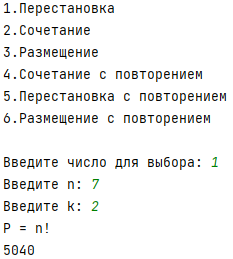 1.Перестановка
2.Сочетание
3.Размещение
4.Сочетание с повторением
5.Перестановка с повторением
6.Размещение с повторением
Введите число для выбора: 1
Введите n: 7
Введите k: 2
P = n!
5040